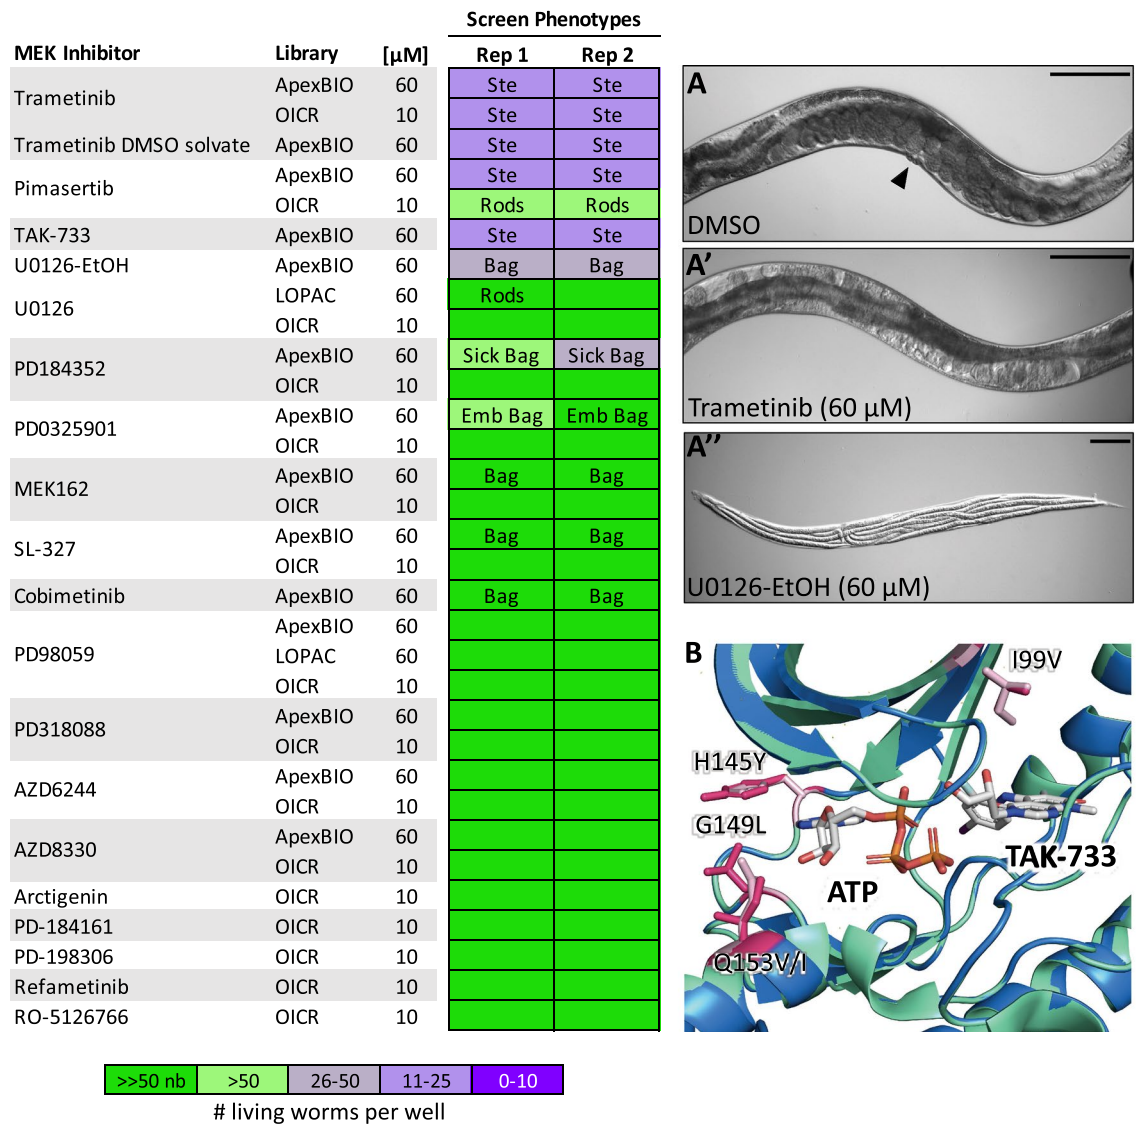 Screen Phenotypes
MEK Inhibitor Library [µM] Rep 1 Rep 2
Trametinib ApexBIO 60 Ste Ste
OICR 10 Ste Ste
Trametinib DMSO solvate ApexBIO 60 Ste Ste
Pimasertib ApexBIO 60 Ste Ste
OICR 10 Rods Rods
TAK-733 ApexBIO 60 Ste Ste
U0126-EtOH ApexBIO 60 Bag Bag
U0126 LOPAC 60 Rods
OICR 10
PD184352 ApexBIO 60 Sick Bag Sick Bag
OICR 10
PD0325901 ApexBIO 60 Emb Bag Emb Bag
OICR 10
MEK162 ApexBIO 60 Bag Bag
OICR 10
SL-327 ApexBIO 60 Bag Bag
OICR 10
Cobimetinib ApexBIO 60 Bag Bag
PD98059 ApexBIO 60
LOPAC 60
OICR 10
PD318088 ApexBIO 60
OICR 10
AZD6244 ApexBIO 60
OICR 10
AZD8330 ApexBIO 60
OICR 10
Arctigenin OICR 10
PD-184161 OICR 10
PD-198306 OICR 10
Refametinib OICR 10
RO-5126766 OICR 10
>>50 nb >50 26-50 11-25 0-10
# living worms per well
A
DMSO
A′
Trametinib (60 µM)
A″
U0126-EtOH (60 µM)
B
I99V
H145Y
G149L
TAK-733
ATP
Q153V/I